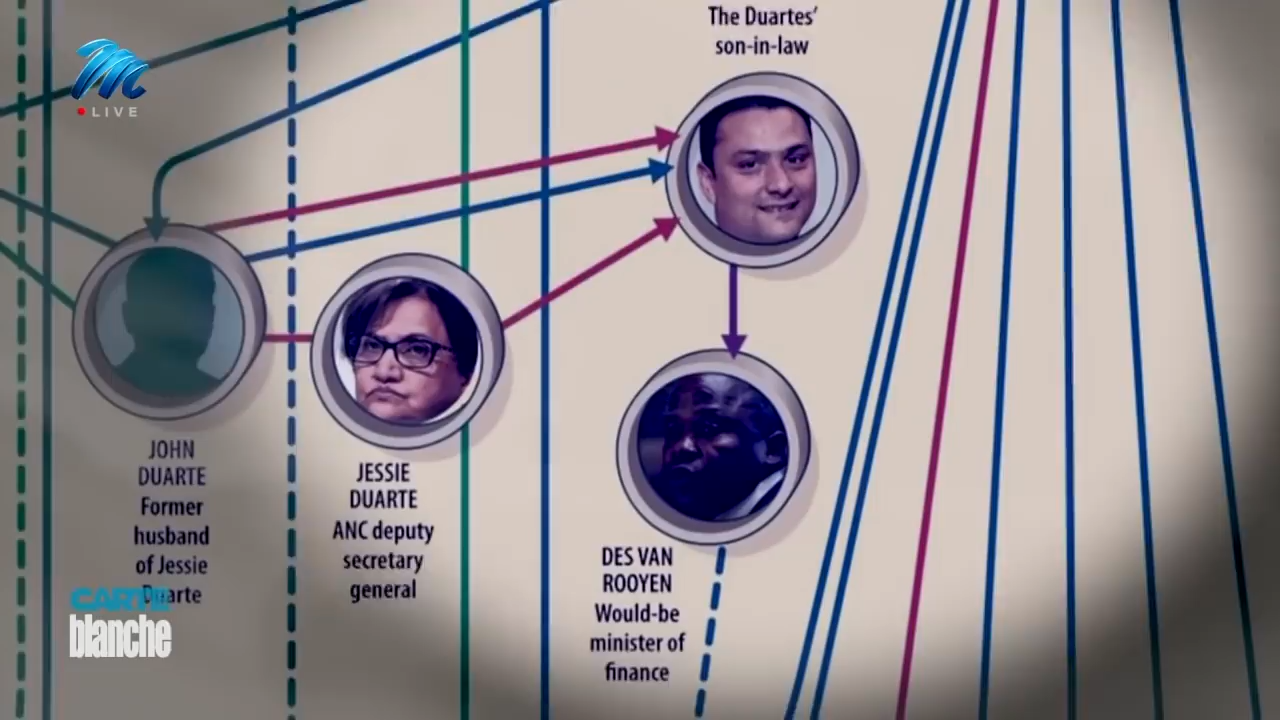 LIVE
The Duartes'
son-in-law
JOHN
DUARTE
Former
husband
of Jessie
Duarte
JESSIE
DUARTE
ANC deputy
secretary
general
DES VAN
ROOYEN
Would-be
minister of
finance
CARTE
blanche